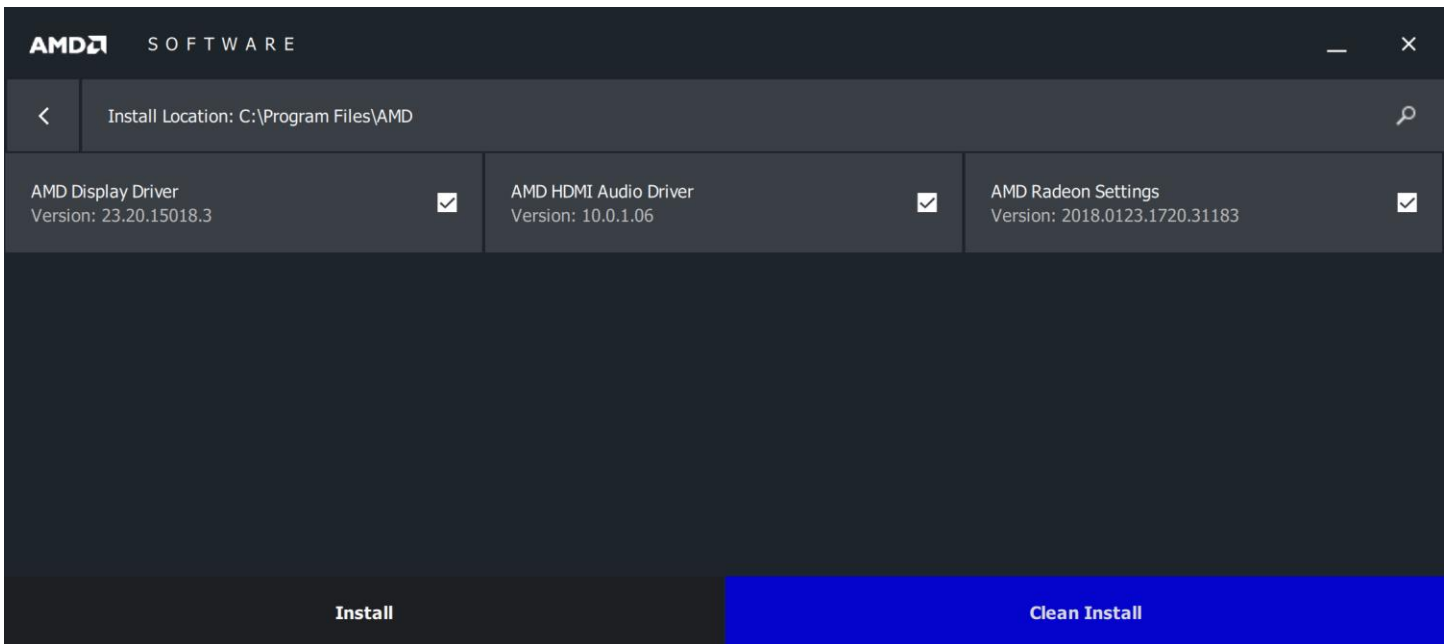 AMD SOFTWARE
Install Location: C:\Program Files\AMD
AMD Display Driver
Version: 23.20.15018.3
AMD HDMI Audio Driver
Version: 10.0.1.06
AMD Radeon Settings
Version: 2018.0123.1720.31183
Install
Clean Install